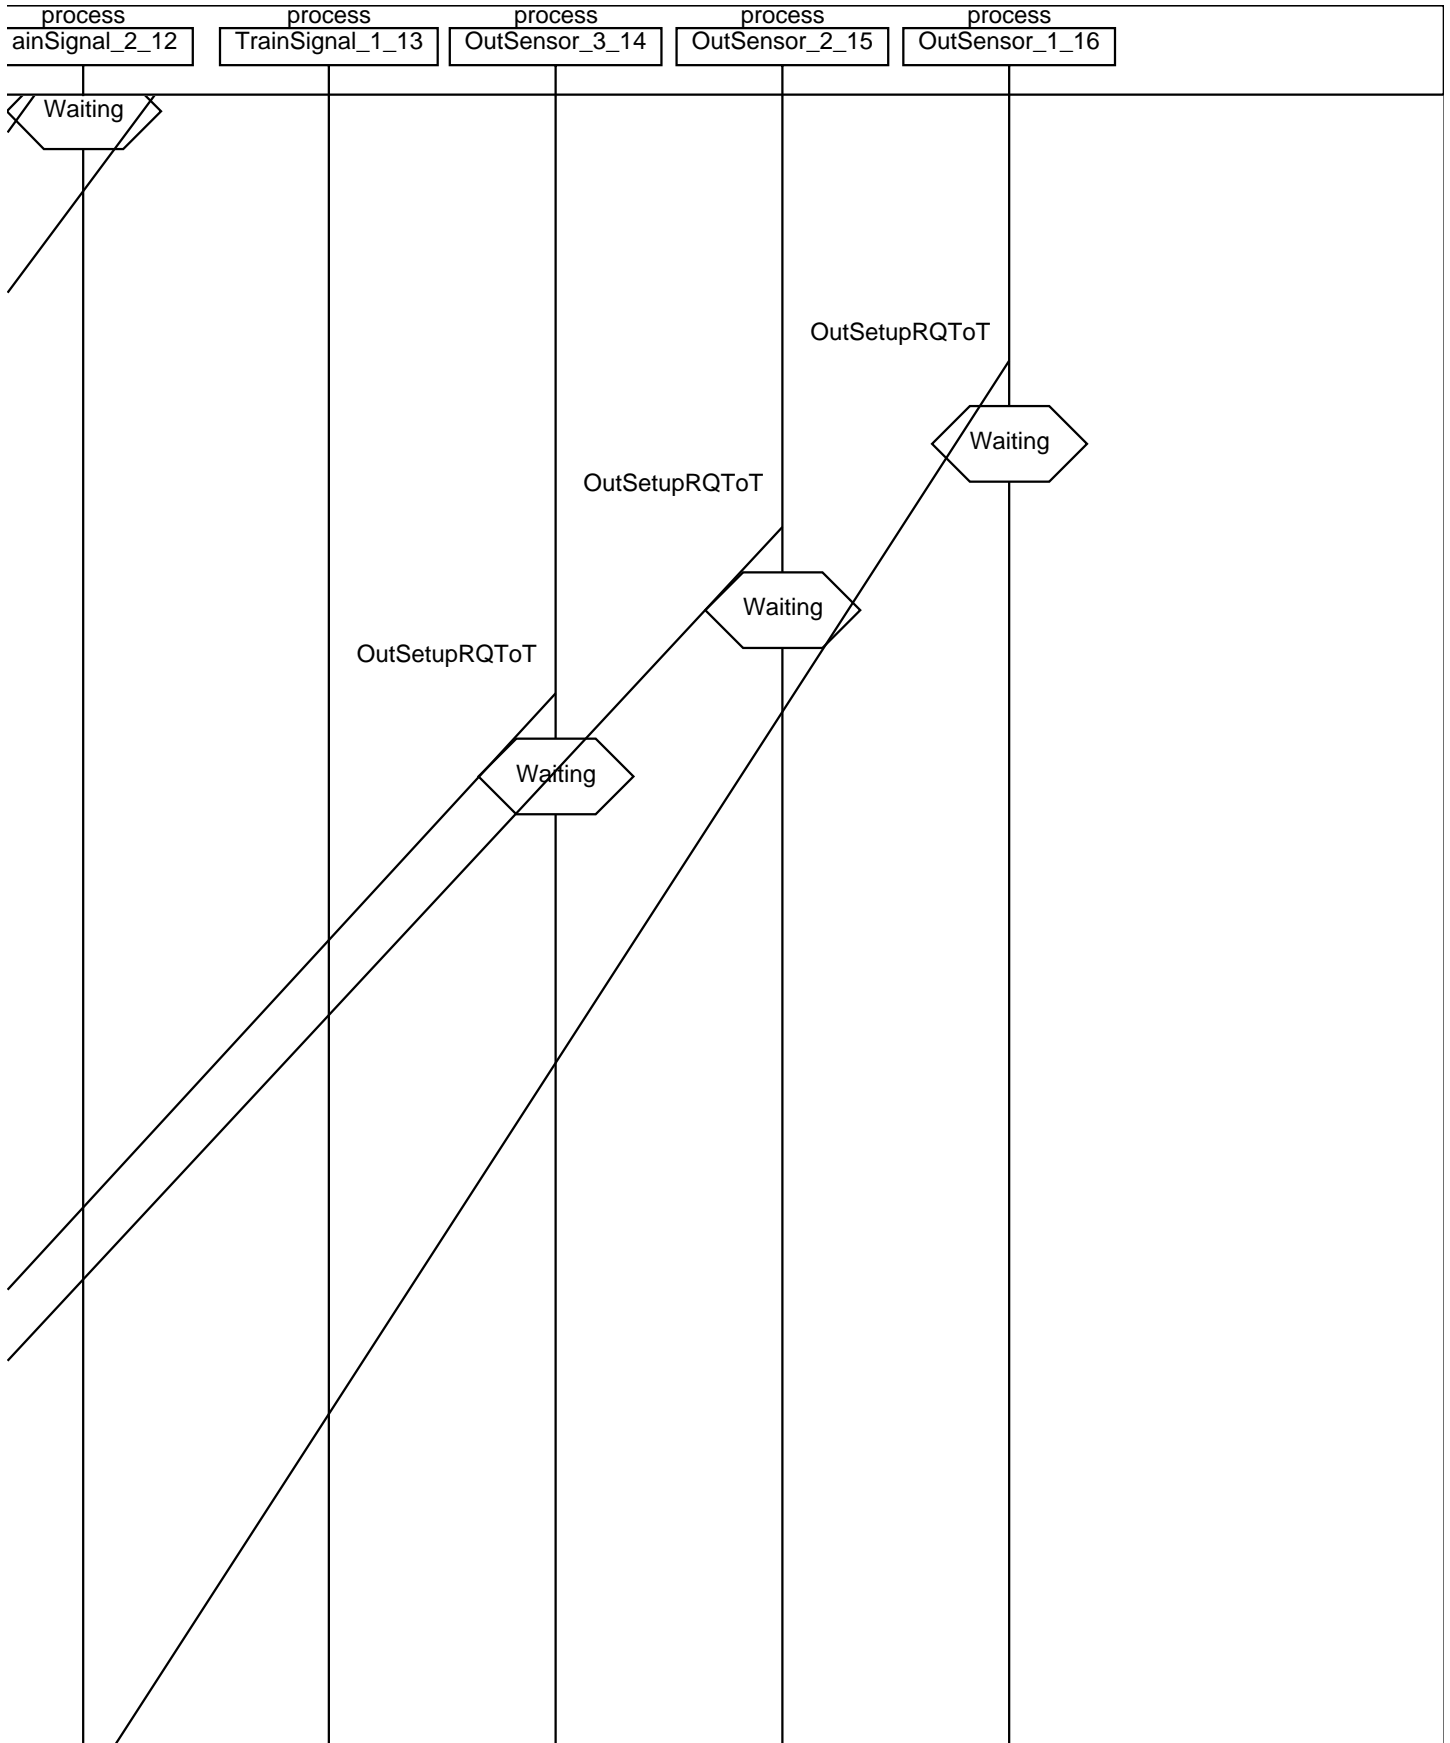 process process process process process
ainSignal_2_12 TrainSignal_1_13 OutSensor_3_14 OutSensor_2_15 OutSensor_1_16
Waiting
OutSetupRQToT
Waiting
OutSetupRQToT
Waiting
OutSetupRQToT
Waiting